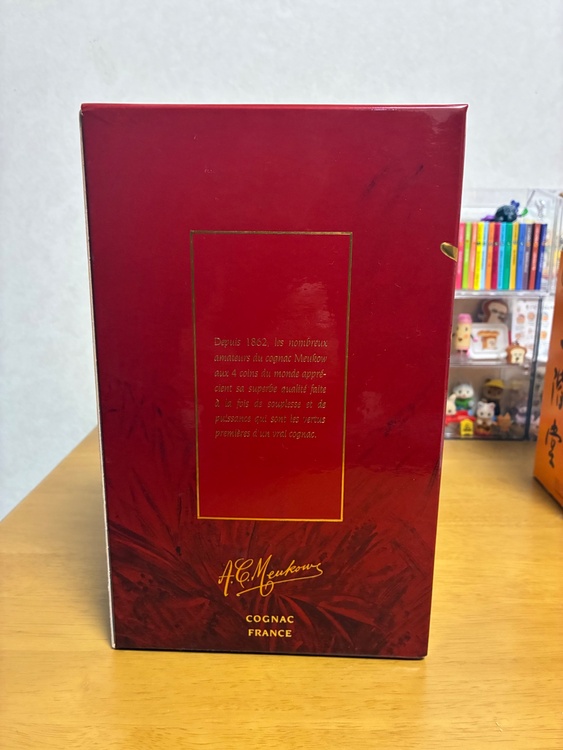 Depuis 1862, les nombreux
amateurs du cognac Meukow
aux 4 coins du monde appré-
cient sa superbe qualité faite
à la fois de souplesse et de
puissance qui sont les vertus
premières d'un vrai cognac.
A.C. Meukow
COGNAC
FRANCE
堂